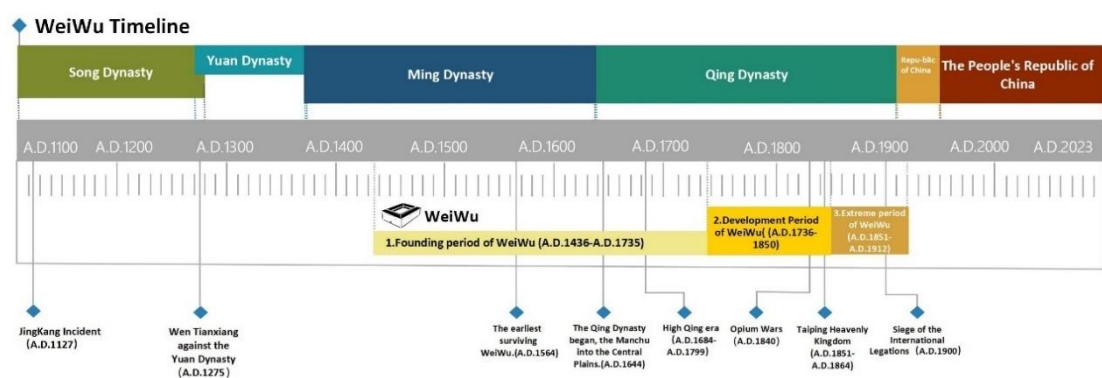 WeiWu Timeline
Song Dynasty
Yuan Dynasty
Ming Dynasty
Qing Dynasty
Repu-blic
of China
The People's Republic of
China
A.D.1100
A.D.1200
A.D.1300
A.D.1400
A.D.1500
A.D.1600
A.D.1700
A.D.1800
A.D.1900
A.D.2000
A.D.2023
WeiWu
1.Founding period of WeiWu (A.D.1436-A.D.1735)
2.Development Period
of WeiWu( (A.D.1736-
1850)
3.Extreme period
of WeiWu
(A.D.1851-
A.D.1912)
JingKang Incident
(A.D.1127)
Wen Tianxiang
against the
Yuan Dynasty
(A.D.1275)
The earliest
surviving
WeiWu.(A.D.1564)
The Qing Dynasty
began, the Manchu
into the Central
Plains.(A.D.1644)
High Qing era
(A.D.1684-
A.D.1799)
Opium Wars
(A.D.1840)
Taiping Heavenly
Kingdom
(A.D.1851-
A.D.1864)
Siege of the
International
Legations (A.D.1900)